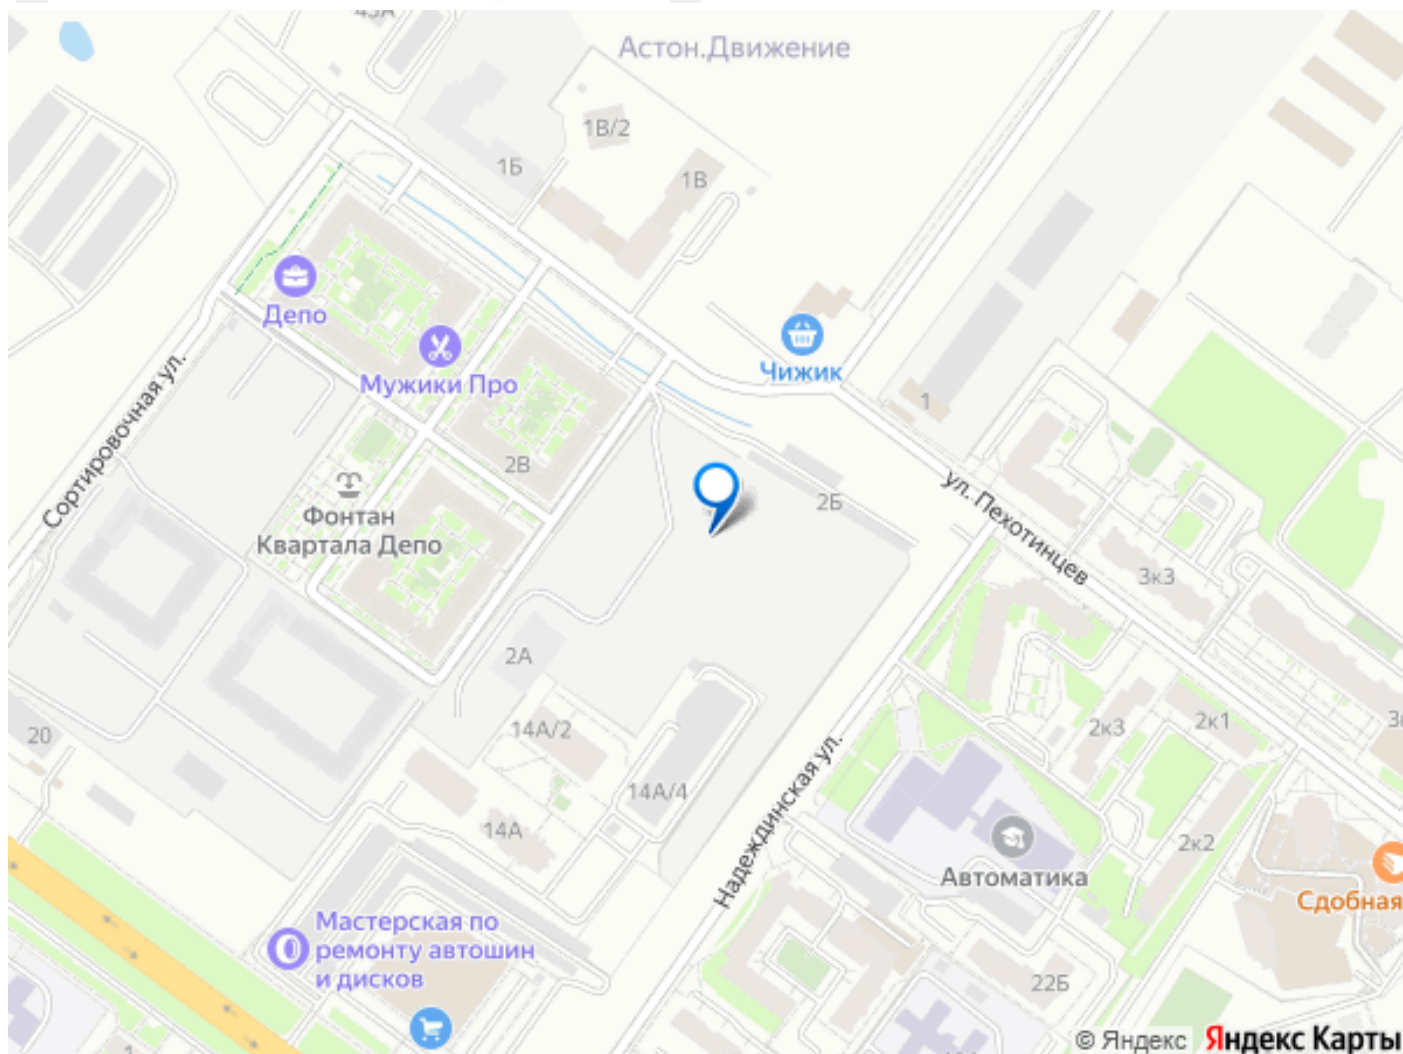 43А
Астон.Движение
1В/2
1Б
1В
Депо
Мужики Про
Чижик
1
Сортировочная ул.
2В
Фонтан
Квартала Депо
2Б
ул. Пехотинцев
3к3
2А
14А/2
20
2к3
2к1
14А/4
Надеждинская ул.
14А
2к2
Автоматика
Сдобная
Мастерская по
ремонту автошин
и дисков
22Б
1
© Яндекс Яндекс Карты